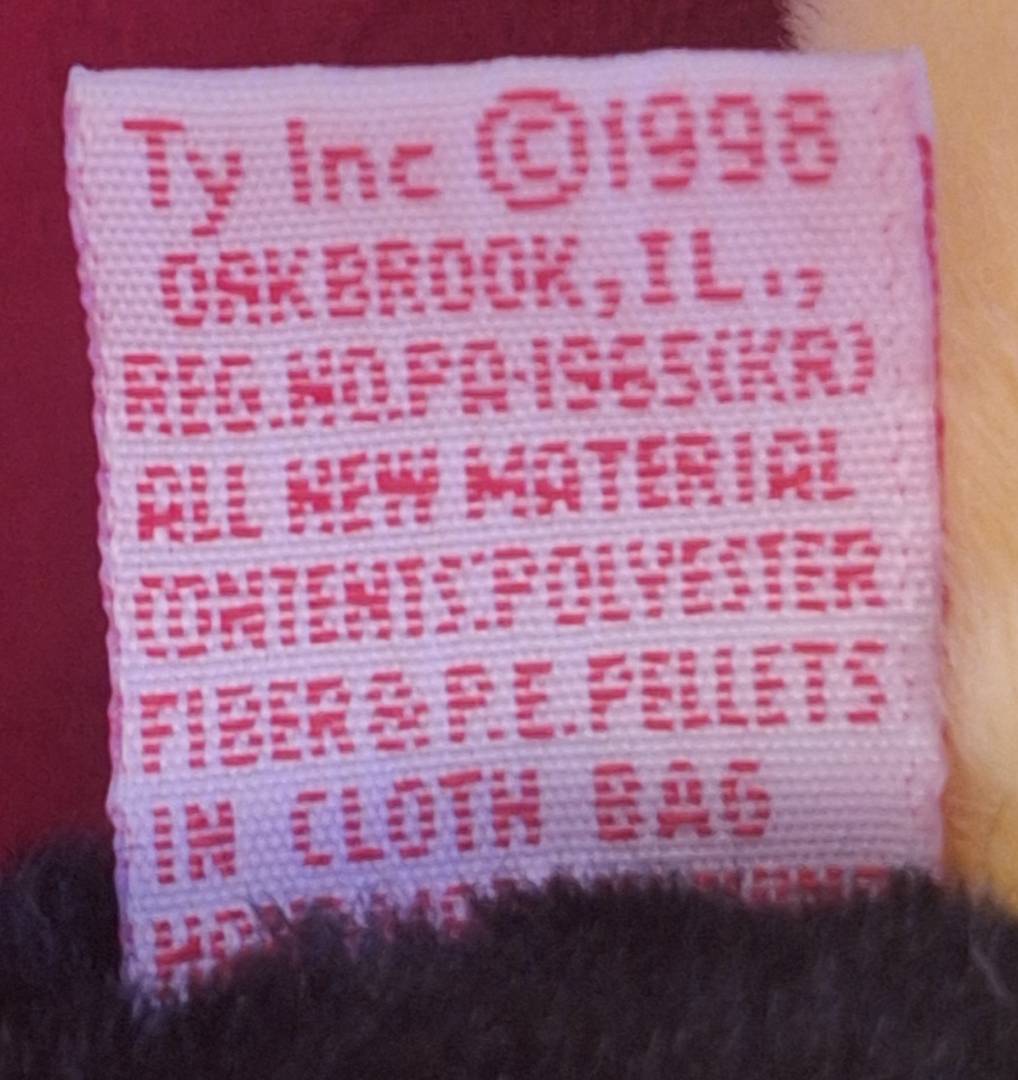 Ty Inc ©1998
OAKBROOK,IL.,
REG.NO.PA-1965(KR)
ALL NEW MATERIAL
CONTENTS:POLYESTER
FIBER & P.E.PELLETS
IN CLOTH BAG